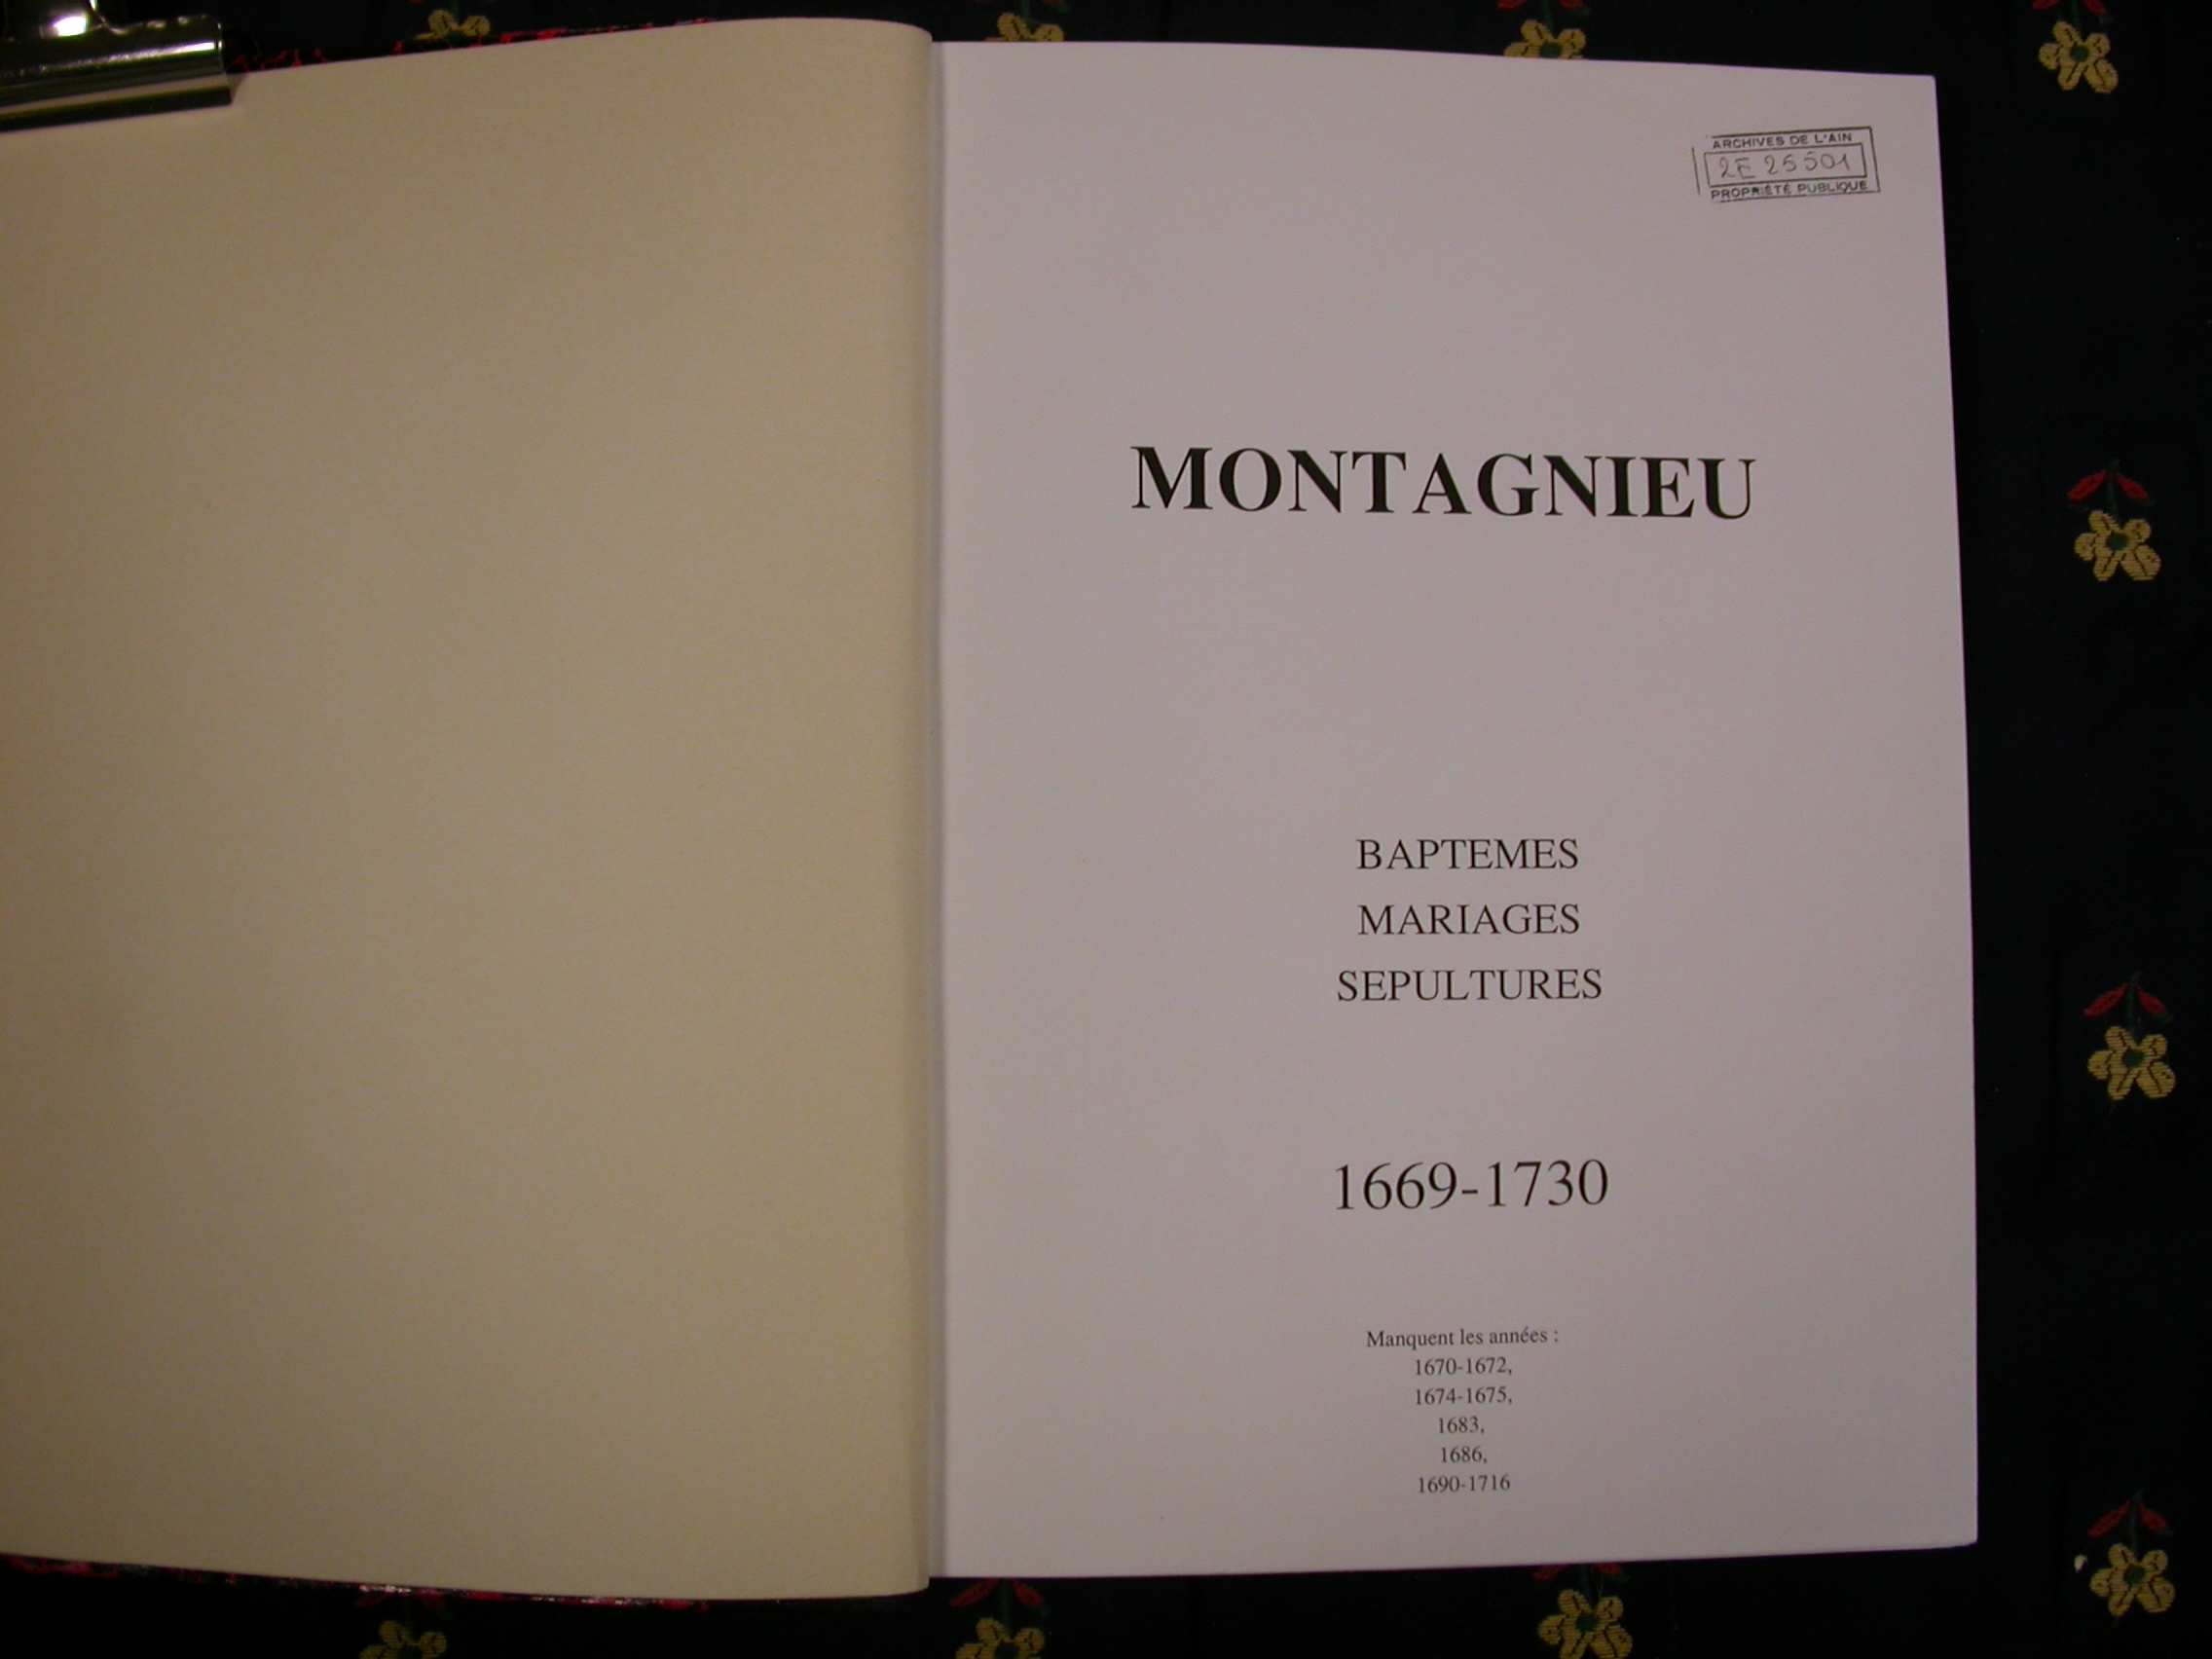 ARCHIVES DE L'AIN
2E 25501
PROPRIÉTÉ PUBLIQUE
MONTAGNIEU
BAPTEMES
MARIAGES
SEPULTURES
1669-1730
Manquent les années :
1670-1672,
1674-1675,
1683,
1686,
1690-1716